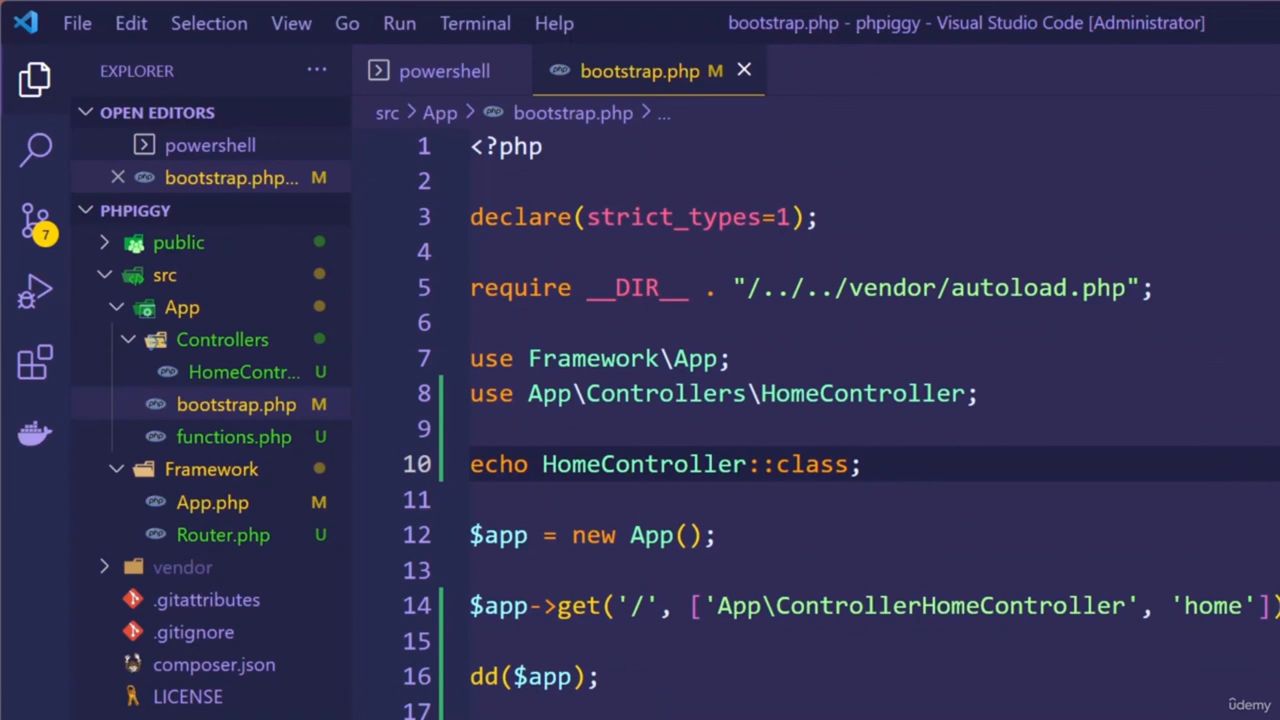 File Edit Selection View Go Run Terminal Help bootstrap.php - phpiggy - Visual Studio Code [Administrator]
EXPLORER ...
OPEN EDITORS
powershell
bootstrap.php... M
PHPIGGY
public
src
App
Controllers
HomeContr... U
bootstrap.php M
functions.php U
Framework
App.php M
Router.php U
vendor
.gitattributes
.gitignore
composer.json
LICENSE
7
powershell bootstrap.php M
src > App > bootstrap.php > ...
1 <?php
2
3 declare(strict_types=1);
4
5 require __DIR__ . "/../../vendor/autoload.php";
6
7 use Framework\App;
8 use App\Controllers\HomeController;
9
10 echo HomeController::class;
11
12 $app = new App();
13
14 $app->get('/', ['App\ControllerHomeController', 'home'])
15
16 dd($app);
17
ûdemy